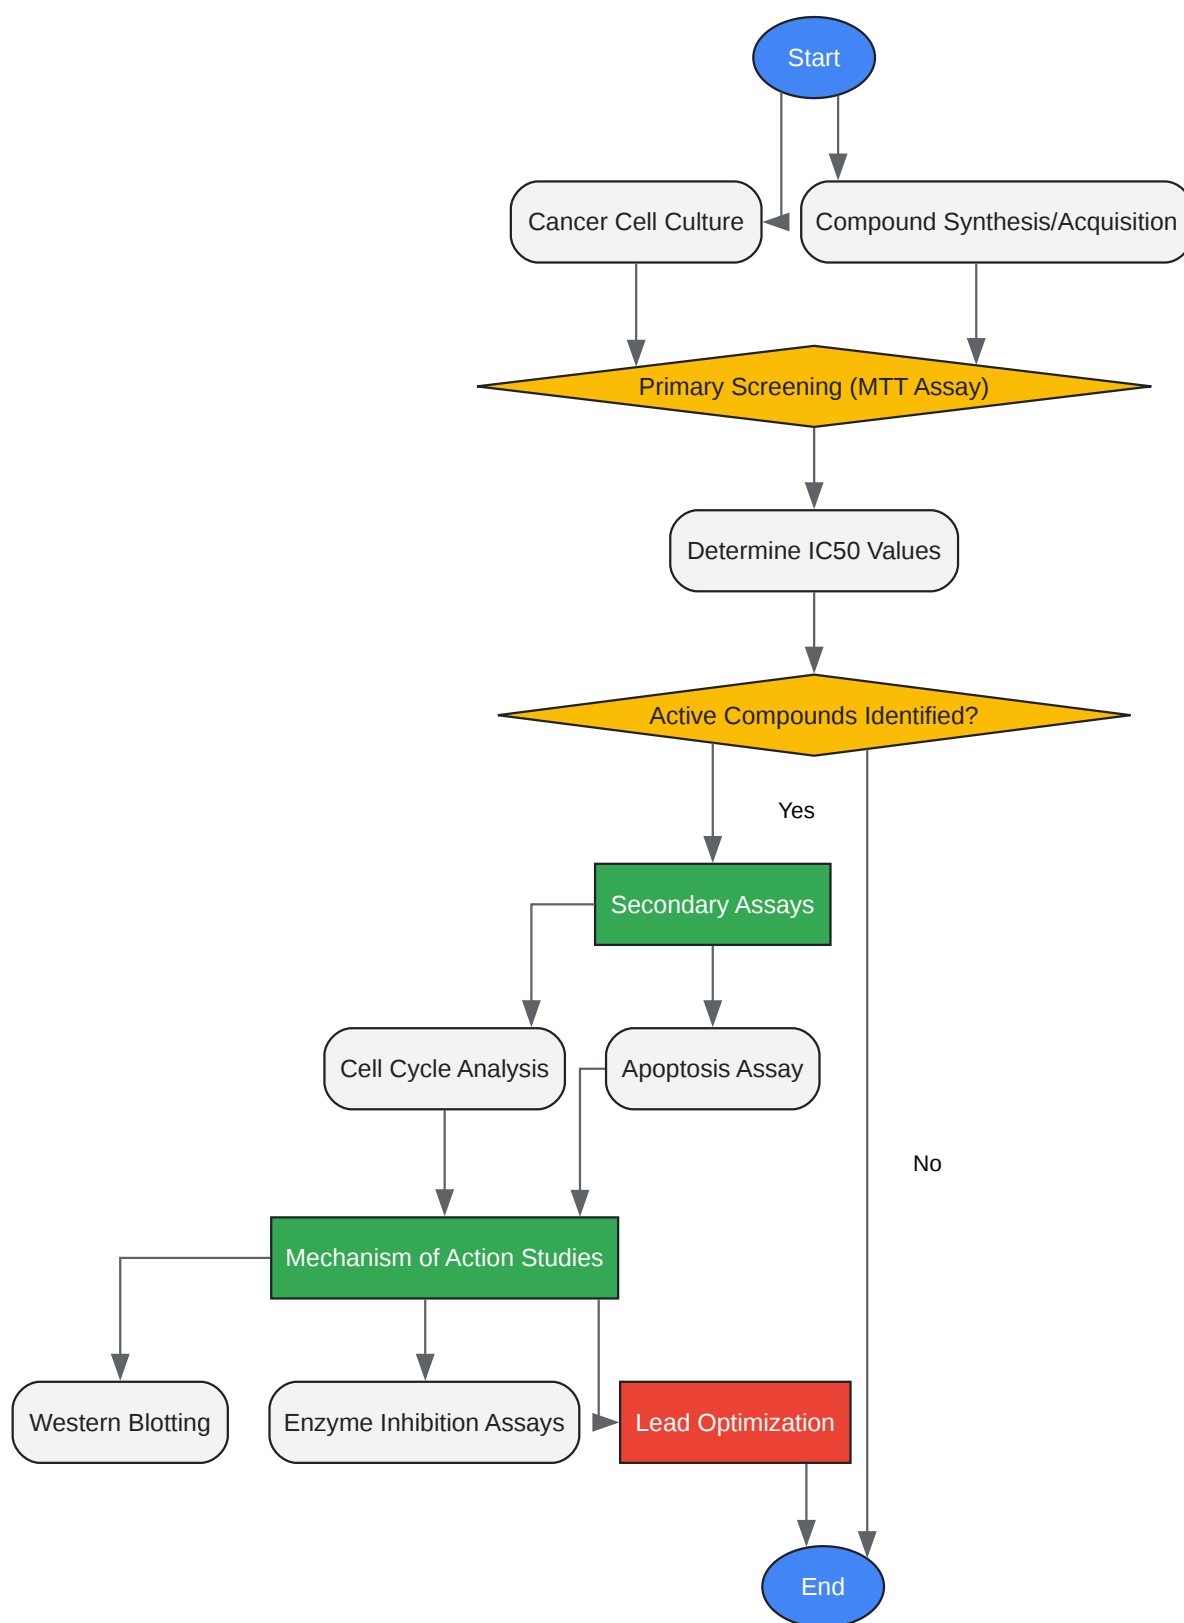 Start
Cancer Cell Culture
Compound Synthesis/Acquisition
Primary Screening (MTT Assay)
Determine IC50 Values
Active Compounds Identified?
Yes
Secondary Assays
Cell Cycle Analysis
Apoptosis Assay
No
Mechanism of Action Studies
Western Blotting
Enzyme Inhibition Assays
Lead Optimization
End